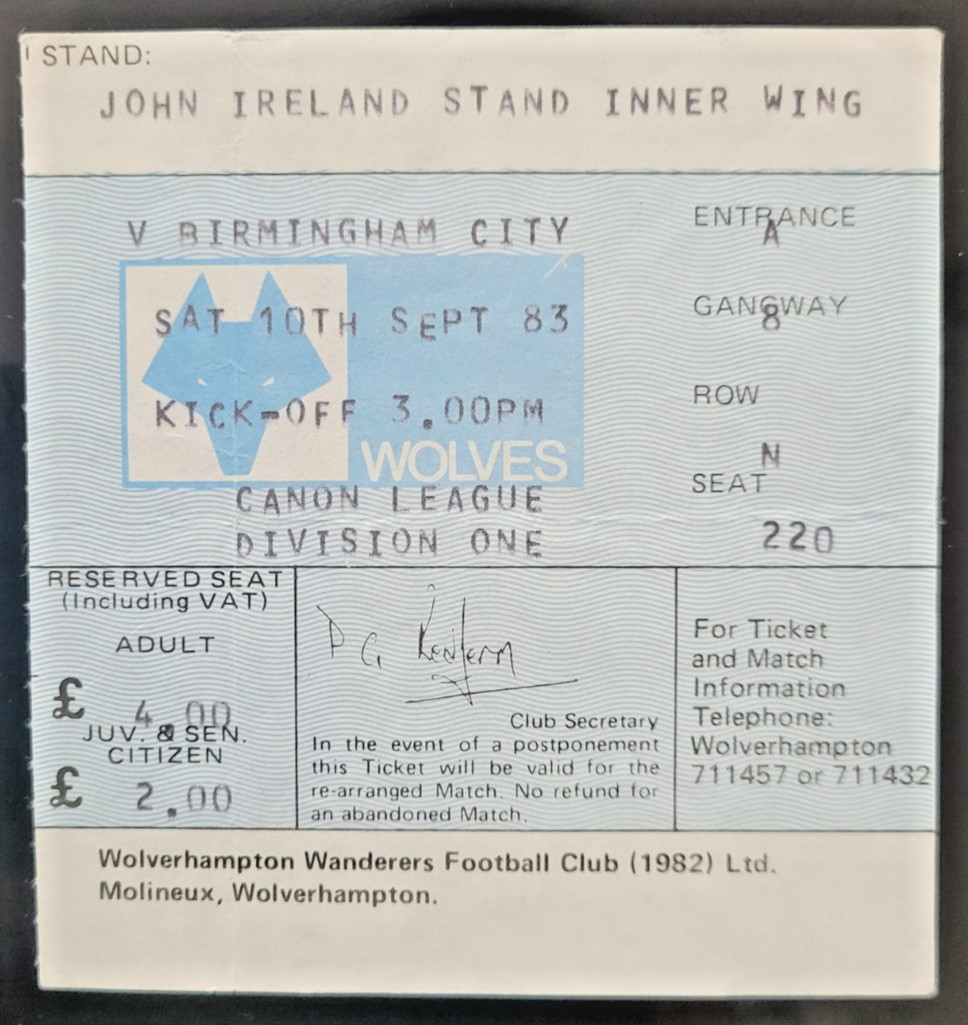 STAND:
JOHN IRELAND STAND INNER WING
V BIRMINGHAM CITY
SAT 10TH SEPT 83
KICK-OFF 3.00PM
WOLVES
CANON LEAGUE
DIVISION ONE
ENTRANCE
A
GANGWAY
8
ROW
N
SEAT
220
RESERVED SEAT
(Including VAT)
ADULT
£ 4.00
JUV. & SEN.
CITIZEN
£ 2.00
P G
Club Secretary
In the event of a postponement
this Ticket will be valid for the
re-arranged Match. No refund for
an abandoned Match.
For Ticket
and Match
Information
Telephone:
Wolverhampton
711457 or 711432
Wolverhampton Wanderers Football Club (1982) Ltd.
Molineux, Wolverhampton.